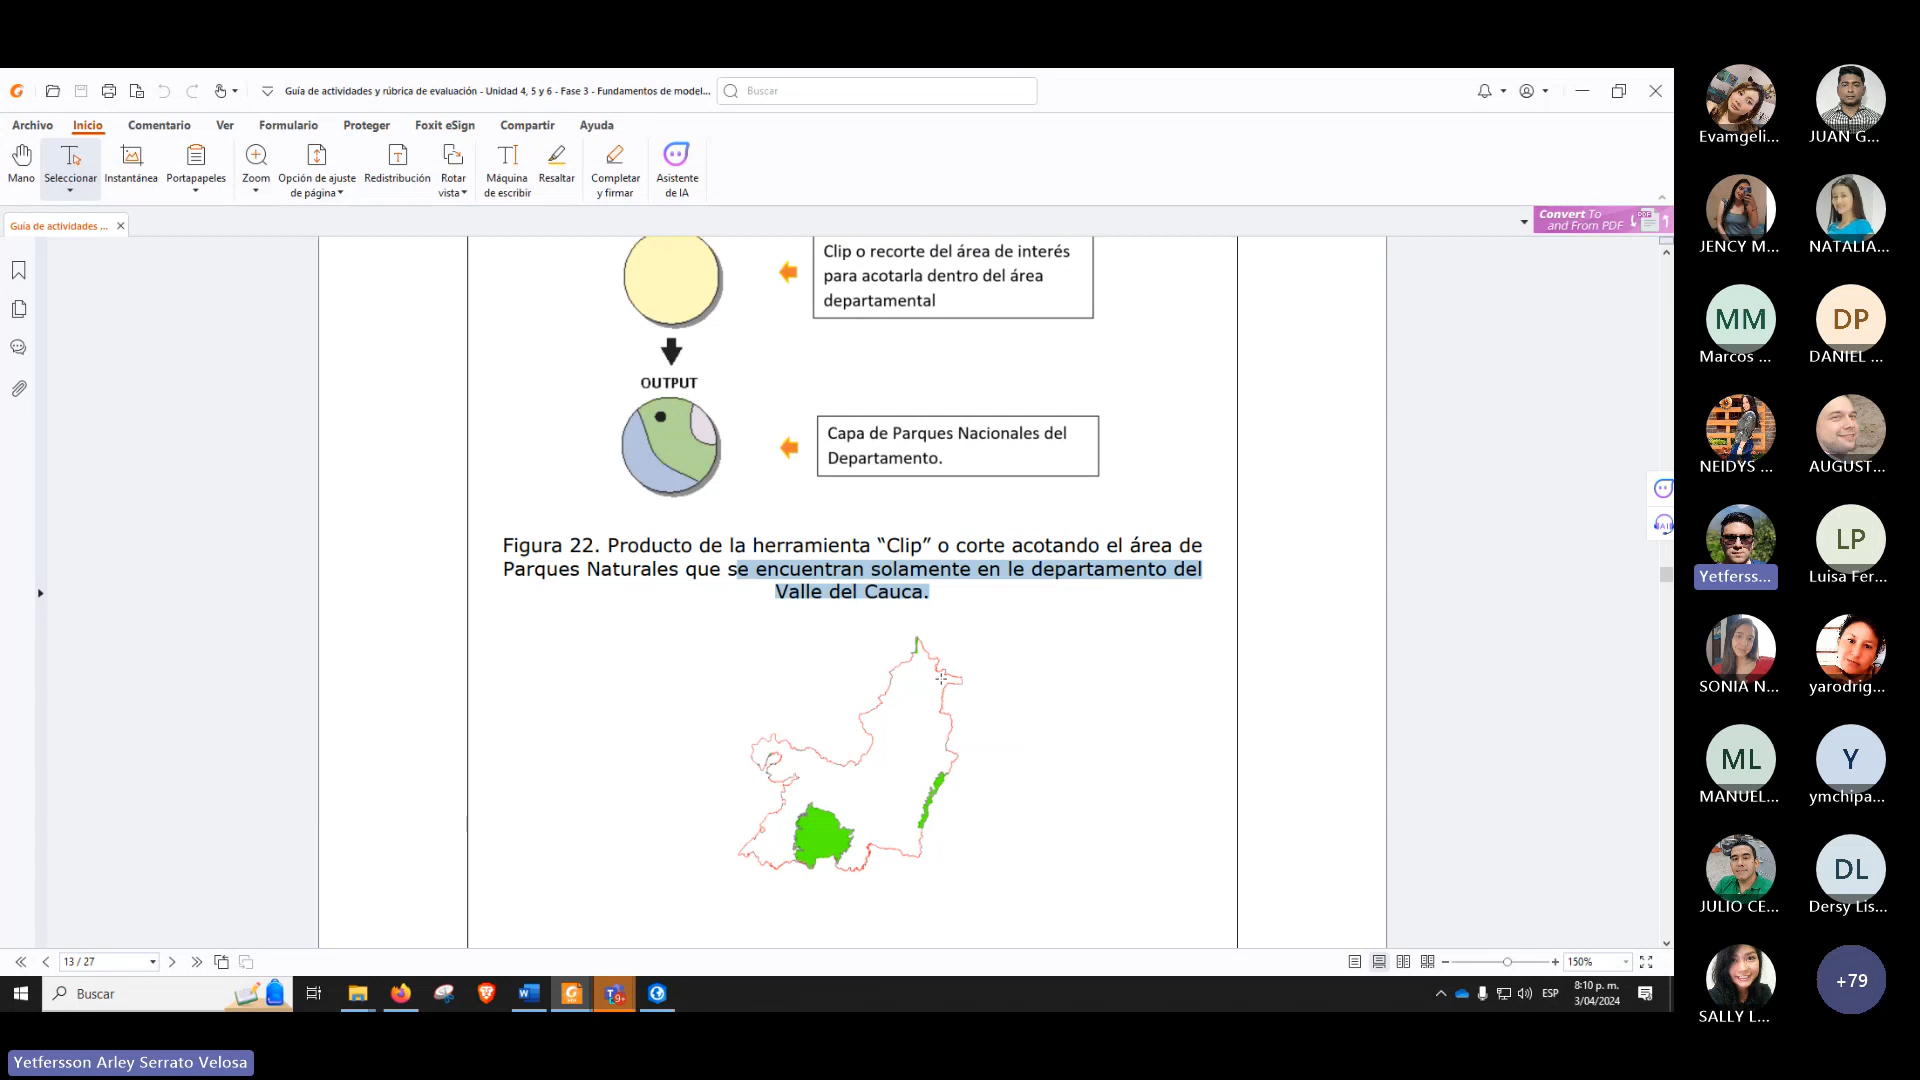 Guía de actividades y rúbrica de evaluación - Unidad 4, 5 y 6 - Fase 3 - Fundamentos de model...
Buscar
Archivo Inicio Comentario Ver Formulario Proteger Foxit eSign Compartir Ayuda
Mano
Seleccionar
Instantánea
Portapapeles
Zoom
Opción de ajuste de página
Redistribución
Rotar vista
Máquina de escribir
Resaltar
Completar y firmar
Asistente de IA
Guía de actividades ...
Convert To
and From PDF
Clip o recorte del área de interés
para acotarla dentro del área
departamental
OUTPUT
Capa de Parques Nacionales del
Departamento.
Figura 22. Producto de la herramienta “Clip” o corte acotando el área de
Parques Naturales que se encuentran solamente en le departamento del
Valle del Cauca.
13 / 27
150%
Buscar
ESP
8:10 p. m.
3/04/2024
Evamgeli...
JUAN G...
JENCY M...
NATALIA...
MM
Marcos ...
DP
DANIEL ...
NEIDYS ...
AUGUST...
Yetferss...
LP
Luisa Fer...
SONIA N...
yarodrig...
ML
MANUEL...
Y
ymchipa...
JULIO CE...
DL
Dersy Lis...
SALLY L...
+79
Yetfersson Arley Serrato Velosa